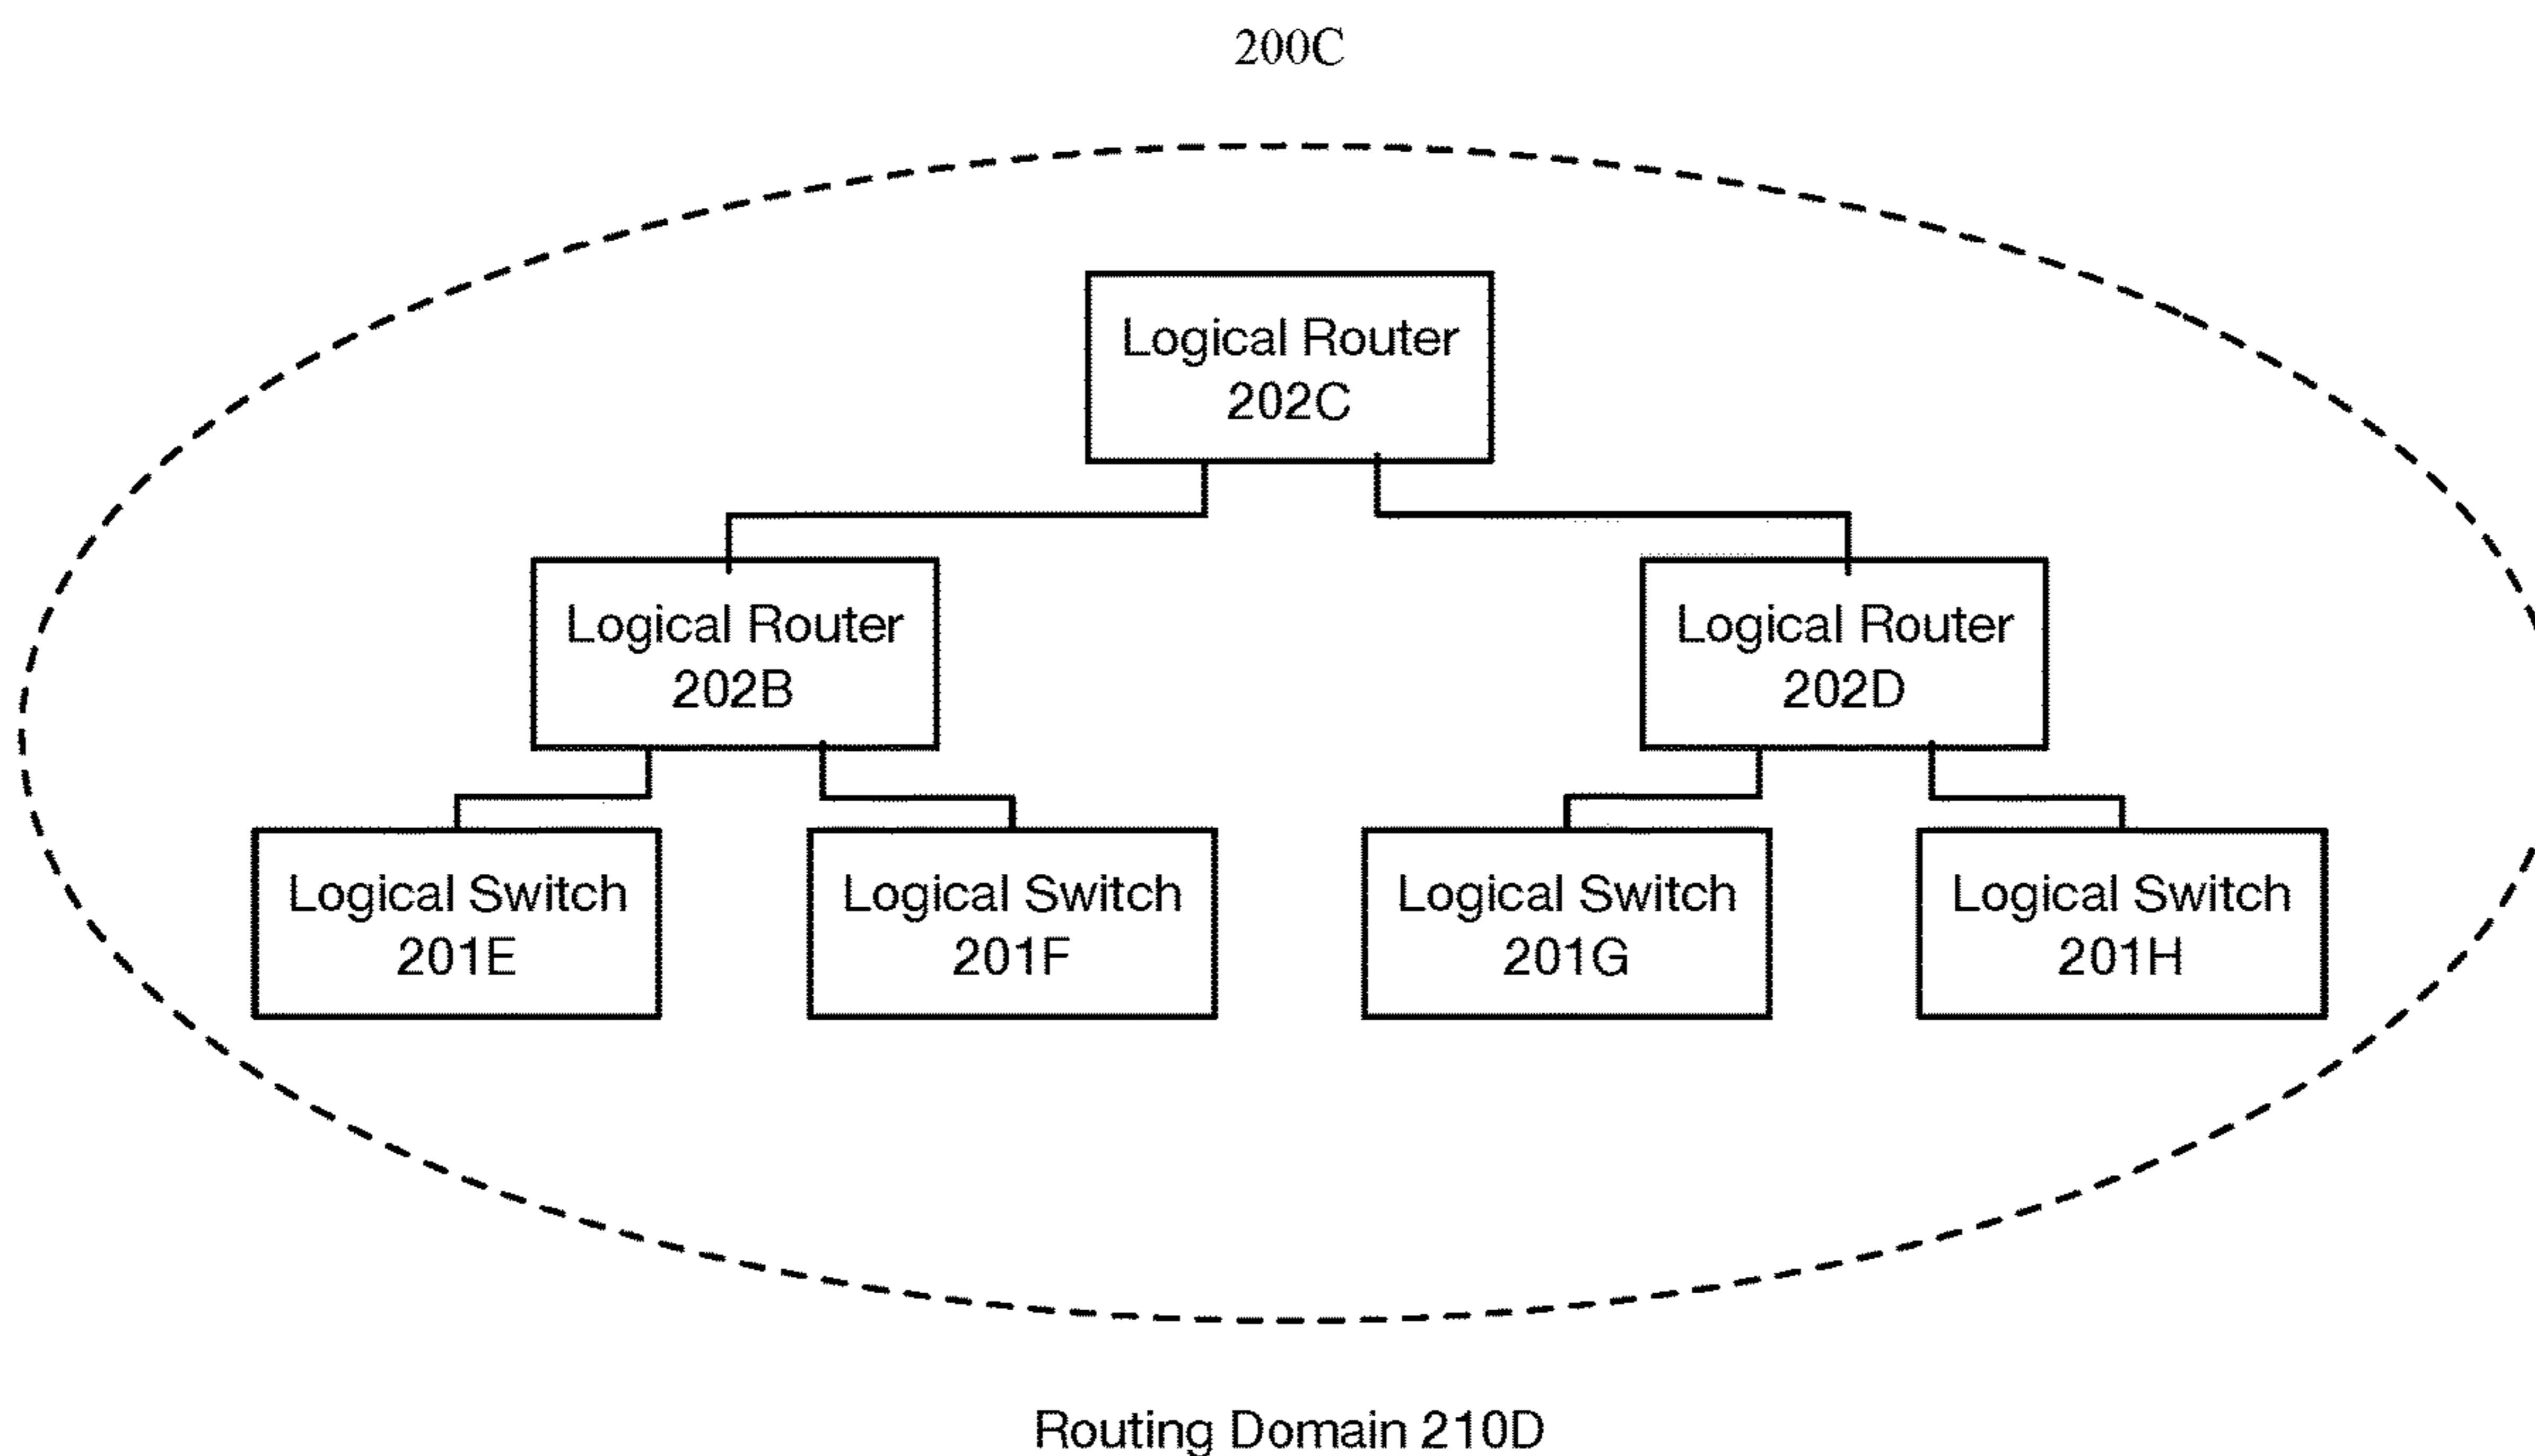 200C
Logical Router
202C
Logical Router
202B
Logical Router
202D
Logical Switch
201E
Logical Switch
201F
Logical Switch
201G
Logical Switch
201H
Routing Domain 210D